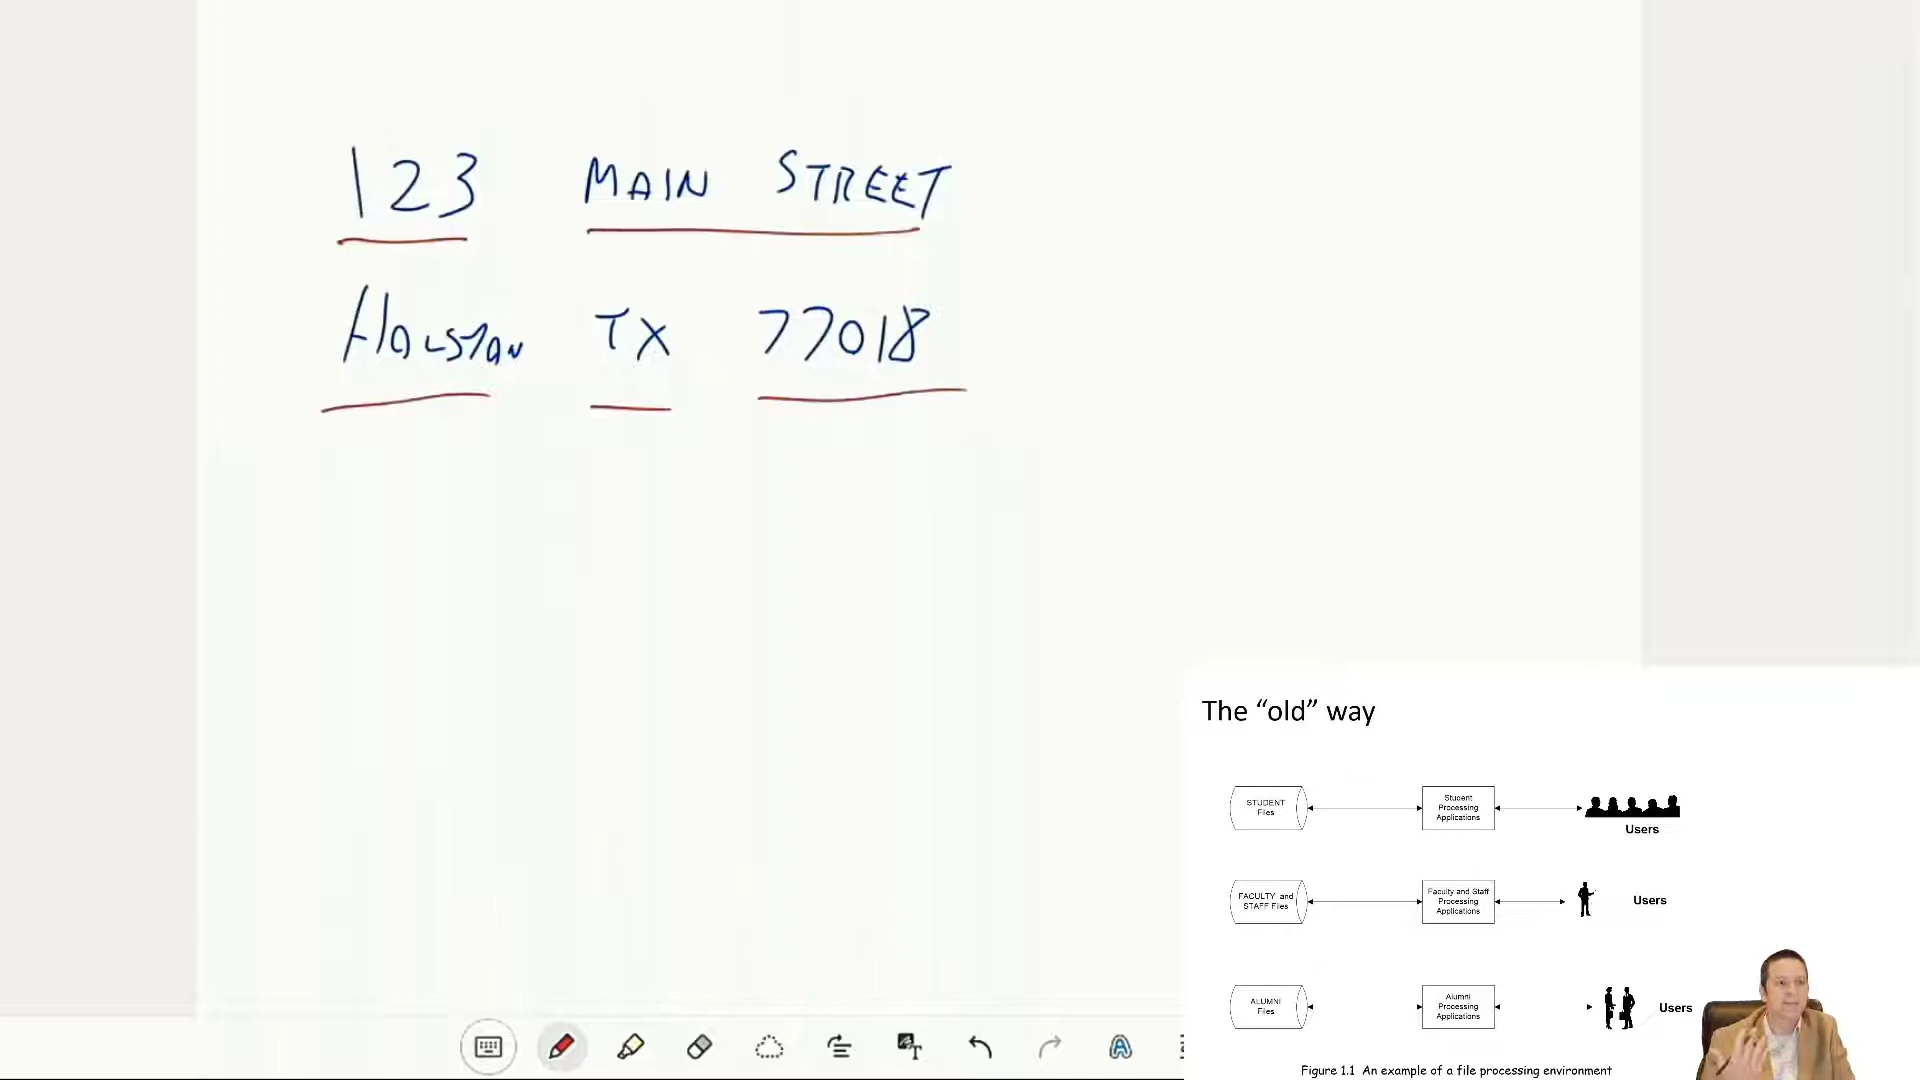 123 MAIN STREET
HOUSTON TX 77018
The “old” way
STUDENT
Files
Student
Processing
Applications
Users
FACULTY and
STAFF Files
Faculty and Staff
Processing
Applications
Users
ALUMNI
Files
Alumni
Processing
Applications
Users
Figure 1.1 An example of a file processing environment